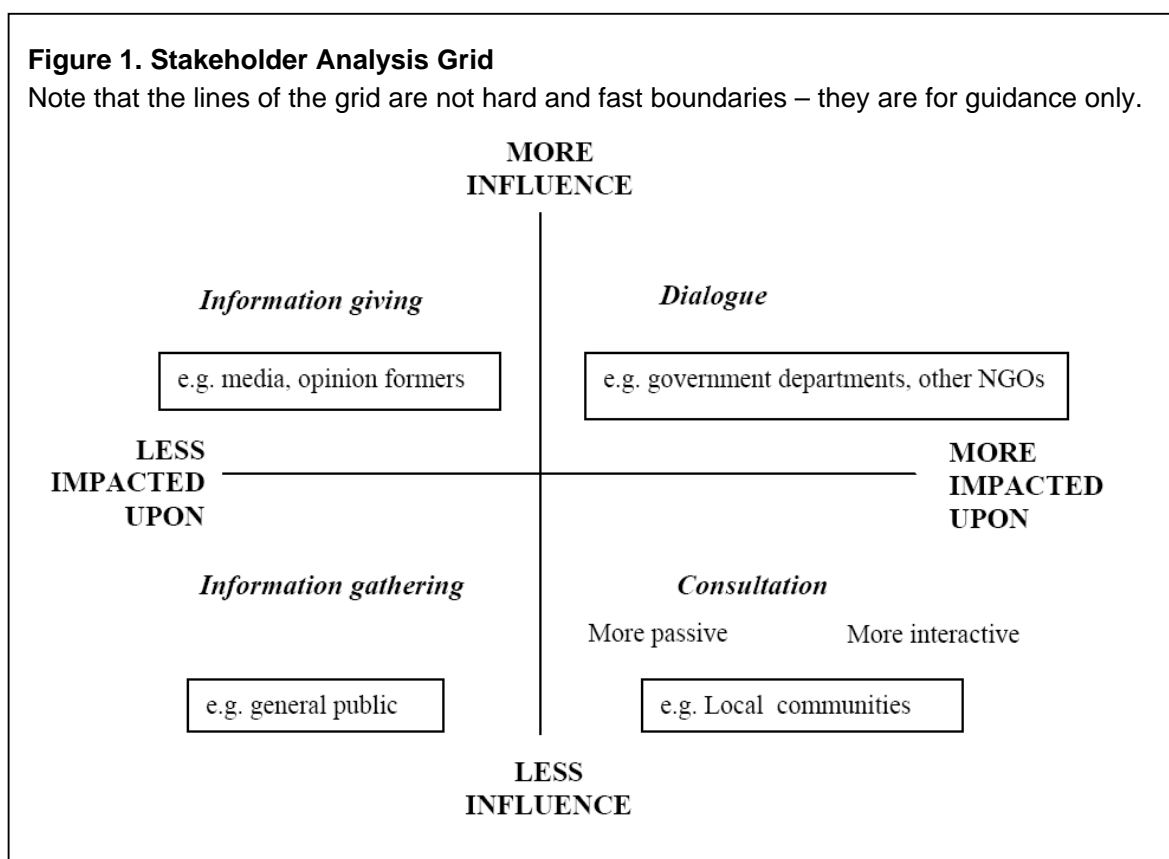 Figure 1. Stakeholder Analysis Grid
Note that the lines of the grid are not hard and fast boundaries – they are for guidance only.
MORE
INFLUENCE
Information giving
Dialogue
e.g. media, opinion formers
e.g. government departments, other NGOs
LESS
IMPACTED
UPON
MORE
IMPACTED
UPON
Information gathering
Consultation
More passive
More interactive
e.g. general public
e.g. Local communities
LESS
INFLUENCE